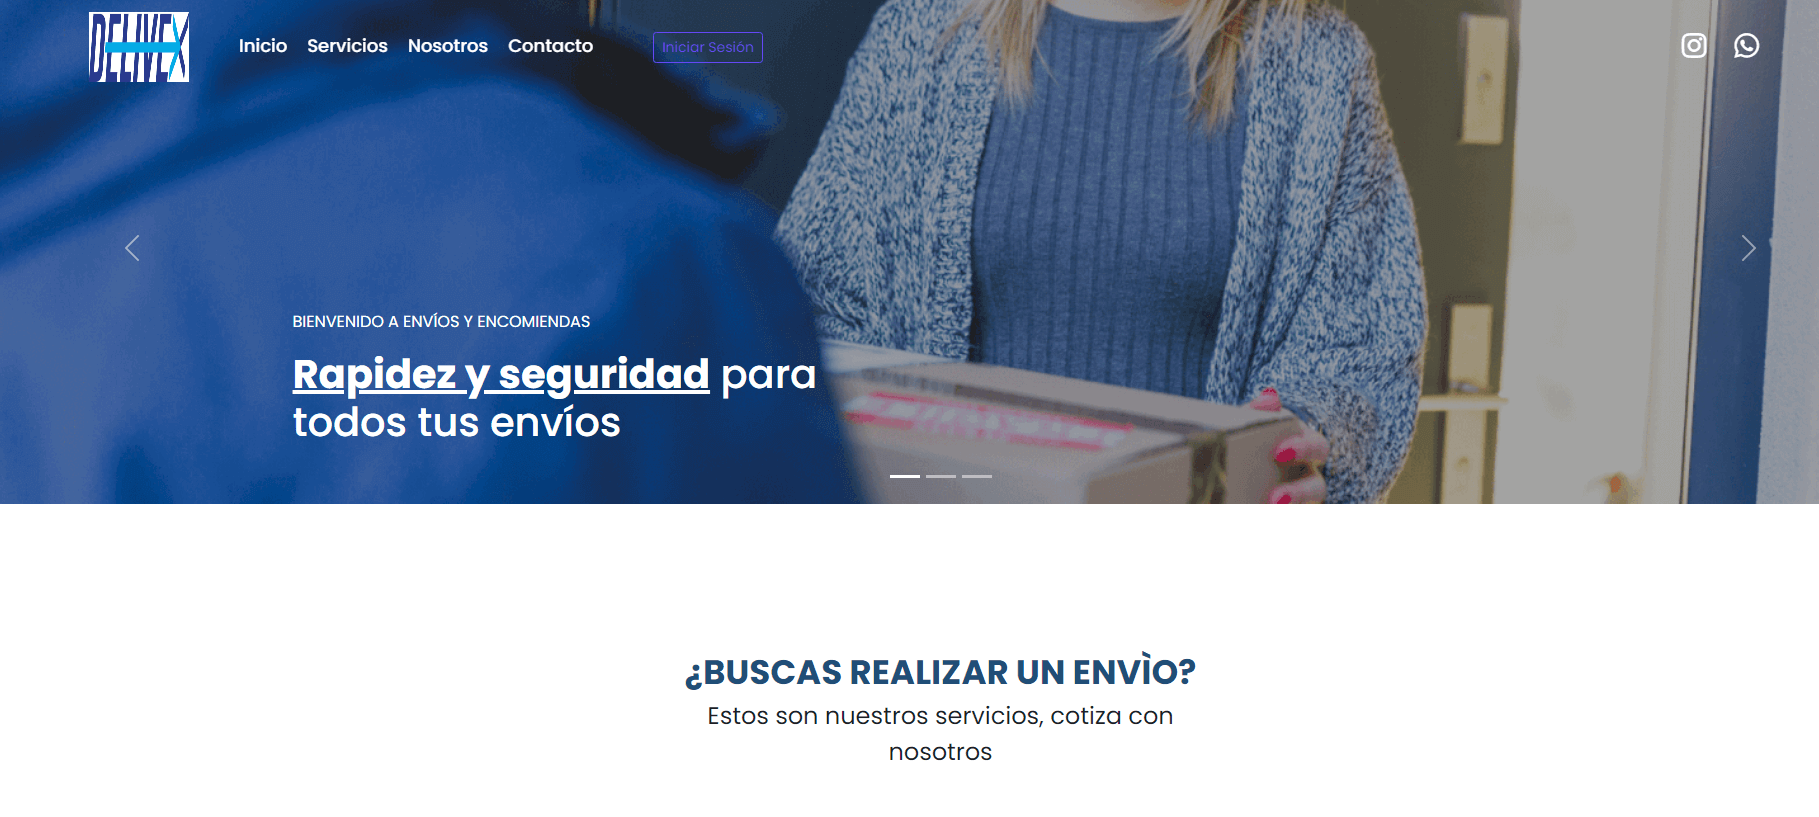 DELIVEX
Inicio Servicios Nosotros Contacto Iniciar Sesión
BIENVENIDO A ENVÍOS Y ENCOMIENDAS
Rapidez y seguridad para
todos tus envíos
¿BUSCAS REALIZAR UN ENVÌO?
Estos son nuestros servicios, cotiza con
nosotros